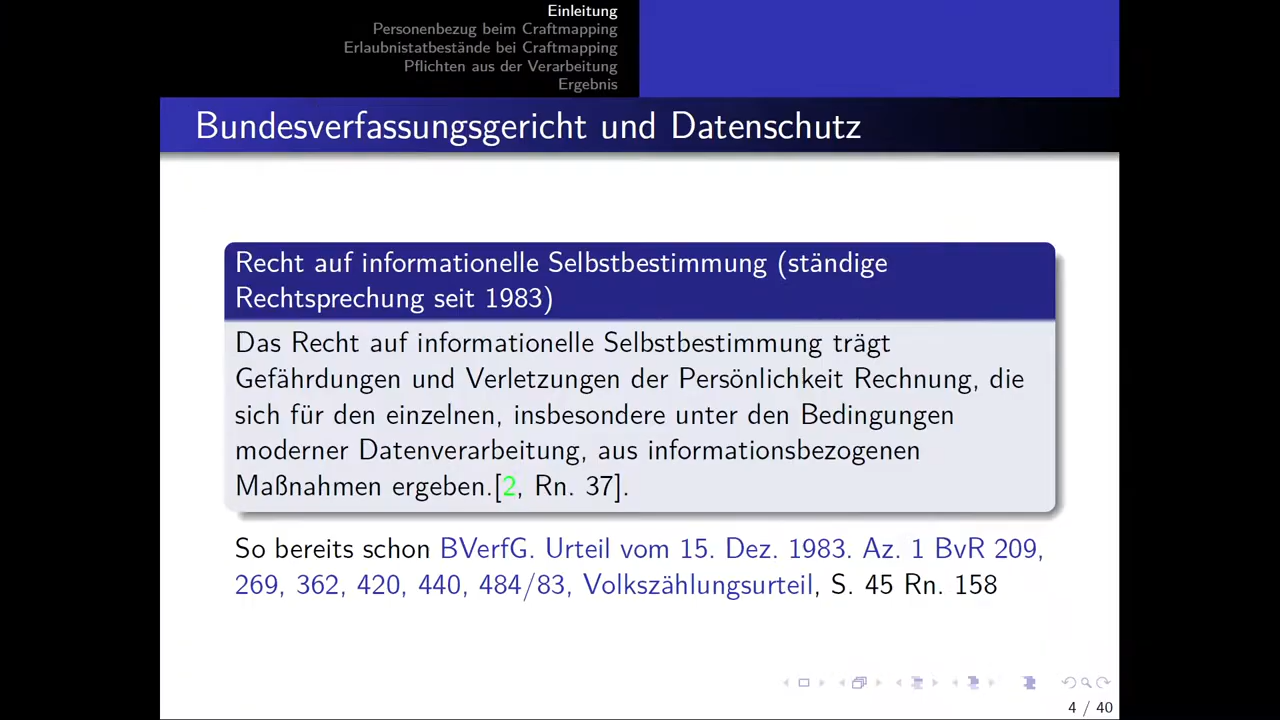 Einleitung
Personenbezug beim Craftmapping
Erlaubnistatbestände bei Craftmapping
Pflichten aus der Verarbeitung
Ergebnis
Bundesverfassungsgericht und Datenschutz
Recht auf informationelle Selbstbestimmung (ständige
Rechtsprechung seit 1983)
Das Recht auf informationelle Selbstbestimmung trägt
Gefährdungen und Verletzungen der Persönlichkeit Rechnung, die
sich für den einzelnen, insbesondere unter den Bedingungen
moderner Datenverarbeitung, aus informationsbezogenen
Maßnahmen ergeben.[2, Rn. 37].
So bereits schon BVerfG. Urteil vom 15. Dez. 1983. Az. 1 BvR 209,
269, 362, 420, 440, 484/83, Volkszählungsurteil, S. 45 Rn. 158
4 / 40